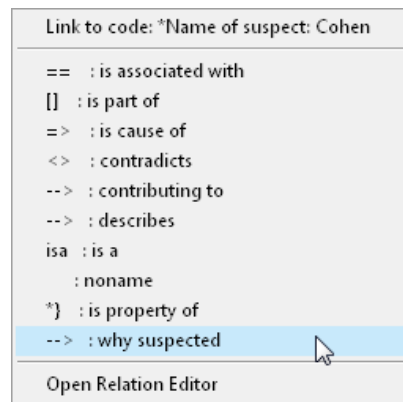 Link to code: *Name of suspect: Cohen
== : is associated with
[] : is part of
=> : is cause of
<> : contradicts
--> : contributing to
--> : describes
isa : is a
: noname
*} : is property of
--> : why suspected
Open Relation Editor